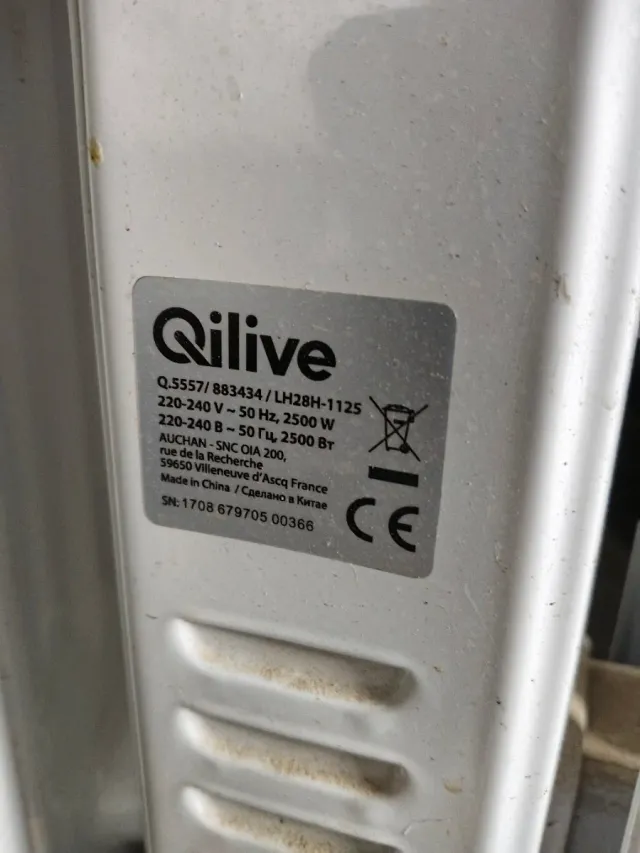 Qilive
Q.5557/ 883434 / LH28H-1125
220-240 V ~ 50 Hz, 2500 W
220-240 В ~ 50 Гц, 2500 Вт
AUCHAN - SNC OIA 200,
rue de la Recherche
59650 Villeneuve d'Ascq France
Made in China / Сделано в Китае
SN: 1708 679705 00366
CE